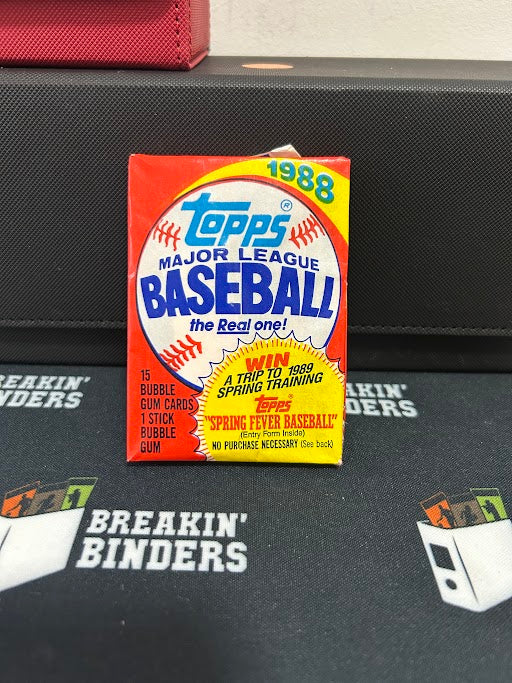 1988
Topps®
MAJOR LEAGUE
BASEBALL
the Real one!
15
BUBBLE
GUM CARDS
1 STICK
BUBBLE
GUM
WIN
A TRIP TO 1989
SPRING TRAINING
Topps
"SPRING FEVER BASEBALL"
(Entry Form Inside)
NO PURCHASE NECESSARY (See back)
BREAKIN'
BINDERS
BREAKIN'
BINDERS
BREAKIN'
BINDERS